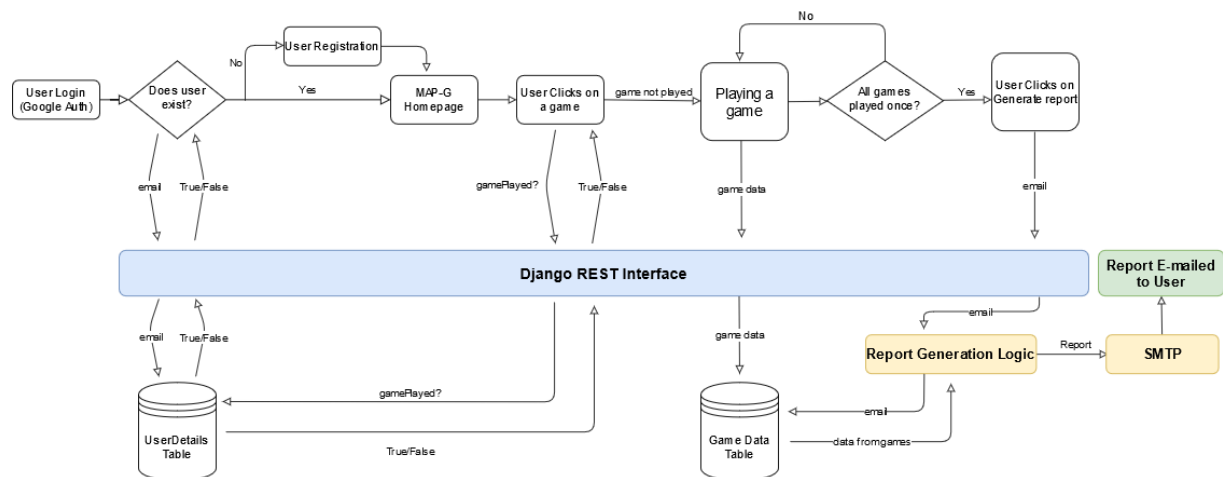 No
User Registration
User Login
(Google Auth)
Does user
exist?
No
Yes
MAP-G
Homepage
User Clicks on
a game
game not played
Playing a
game
All games
played once?
Yes
User Clicks on
Generate report
email
True/False
gamePlayed?
True/False
game data
email
Django REST Interface
Report E-mailed
to User
email
True/False
game data
email
Report Generation Logic
Report
SMTP
gamePlayed?
email
UserDetails
Table
True/False
Game Data
Table
data from games